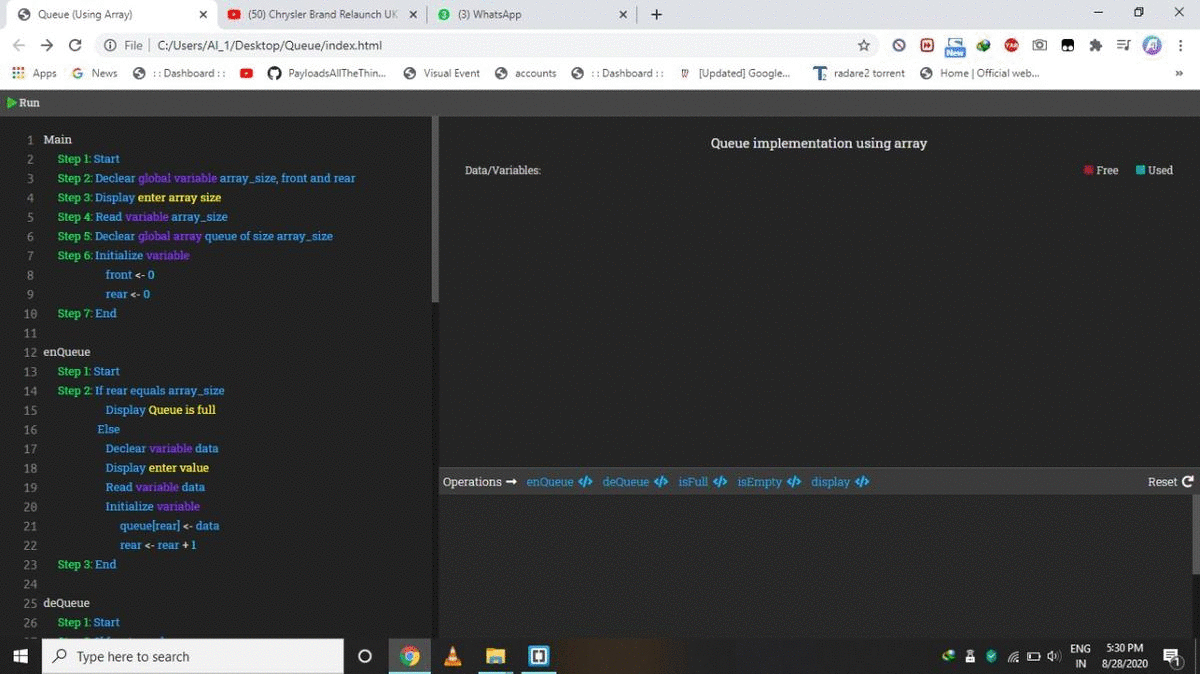 Queue (Using Array)
(50) Chrysler Brand Relaunch UK
(3) WhatsApp
File
C:/Users/Al_1/Desktop/Queue/index.html
New
Apps
News
: : Dashboard : :
PayloadsAllTheThin...
Visual Event
accounts
: : Dashboard : :
[Updated] Google...
radare2 torrent
Home | Official web...
Run
1 Main
2 Step 1: Start
3 Step 2: Declear global variable array_size, front and rear
4 Step 3: Display enter array size
5 Step 4: Read variable array_size
6 Step 5: Declear global array queue of size array_size
7 Step 6: Initialize variable
8 front <- 0
9 rear <- 0
10 Step 7: End
11
12 enQueue
13 Step 1: Start
14 Step 2: If rear equals array_size
15 Display Queue is full
16 Else
17 Declear variable data
18 Display enter value
19 Read variable data
20 Initialize variable
21 queue[rear] <- data
22 rear <- rear + 1
23 Step 3: End
24
25 deQueue
26 Step 1: Start
Queue implementation using array
Data/Variables:
Free
Used
Operations → enQueue </> deQueue </> isFull </> isEmpty </> display </>
Reset
Type here to search
ENG
IN
5:30 PM
8/28/2020
1